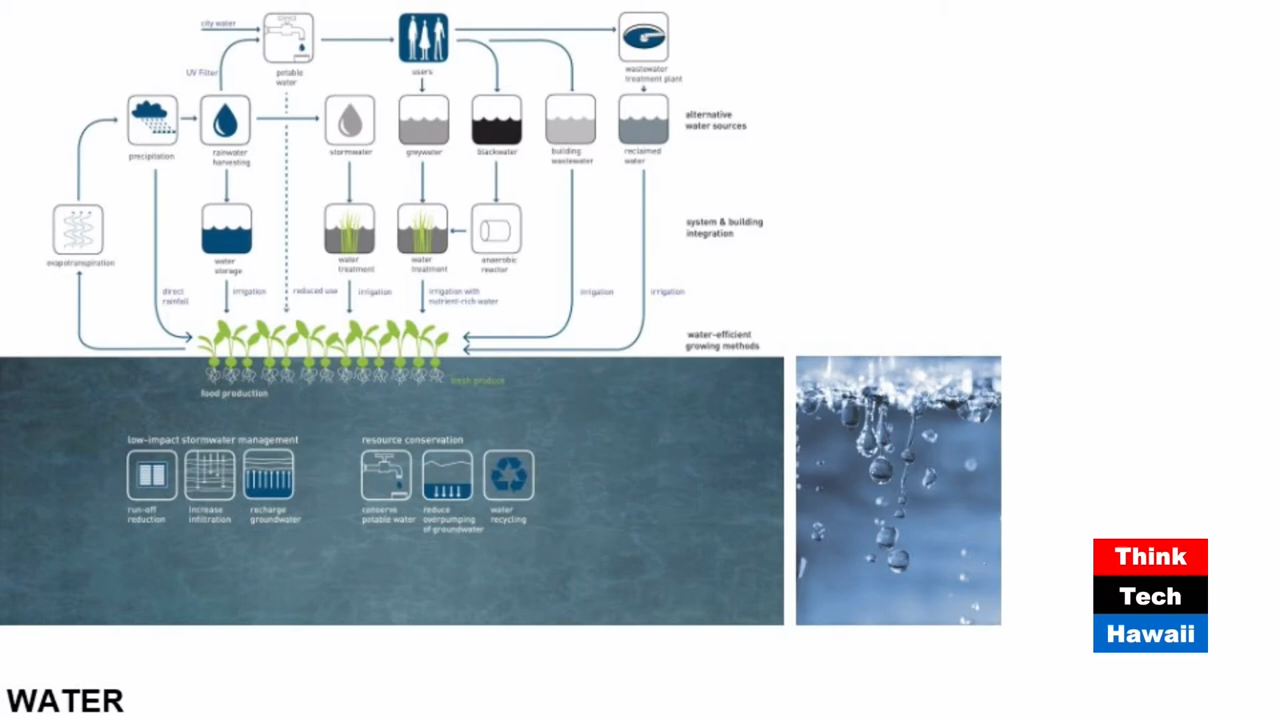 city water
UV Filter
potable
water
users
wastewater
treatment plant
precipitation
rainwater
harvesting
stormwater
greywater
blackwater
building
wastewater
reclaimed
water
alternative
water sources
evapotranspiration
water
storage
water
treatment
water
treatment
anaerobic
reactor
system & building
integration
direct
rainfall
irrigation
reduced use
irrigation
irrigation with
nutrient-rich water
irrigation
irrigation
water-efficient
growing methods
fresh produce
food production
low-impact stormwater management
resource conservation
run-off
reduction
increase
infiltration
recharge
groundwater
conserve
potable water
reduce
overpumping
of groundwater
water
recycling
Think
Tech
Hawaii
WATER